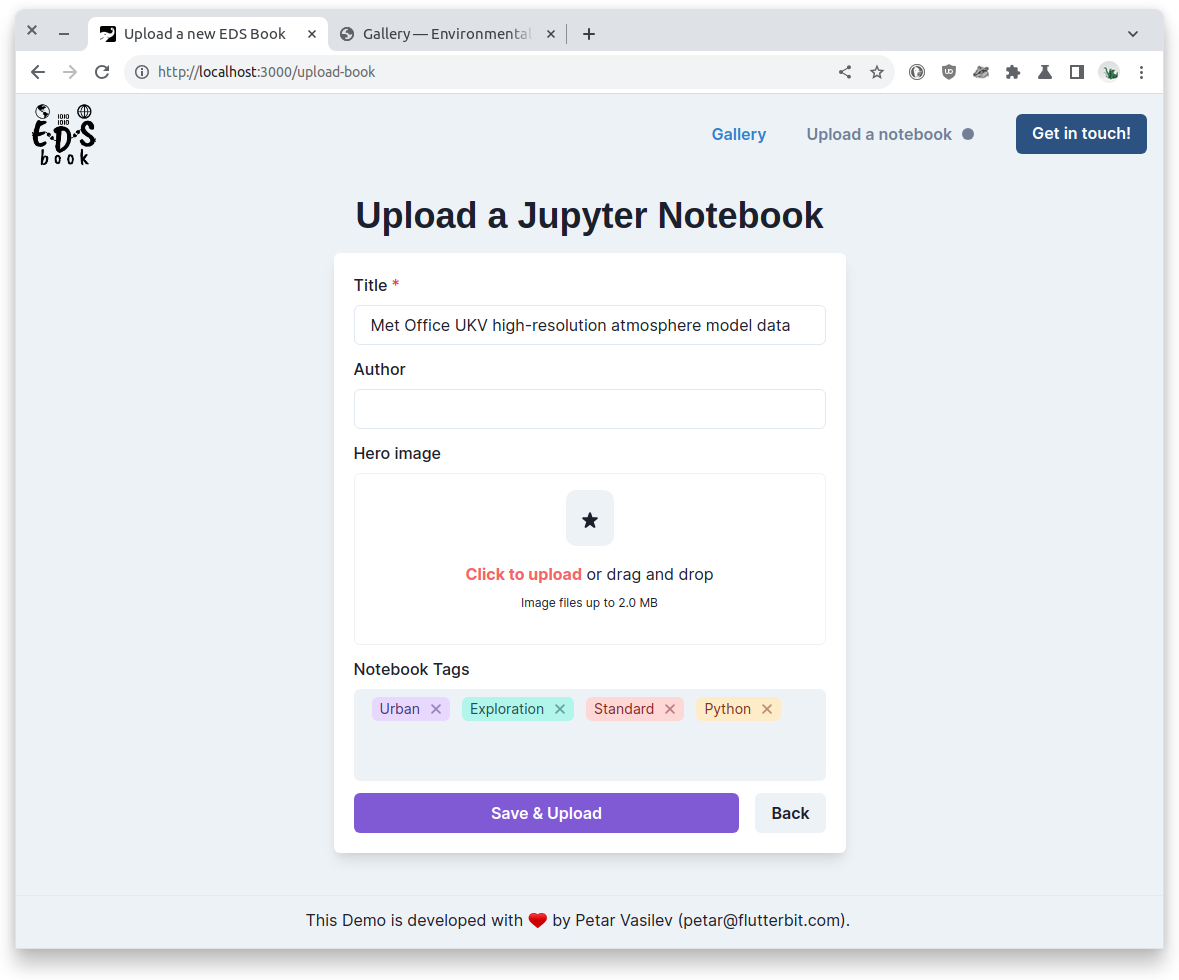 Upload a new EDS Book
Gallery — Environmental
http://localhost:3000/upload-book
UD
1010
1010
EDS
book
Gallery
Upload a notebook
Get in touch!
Upload a Jupyter Notebook
Title *
Met Office UKV high-resolution atmosphere model data
Author
Hero image
Click to upload or drag and drop
Image files up to 2.0 MB
Notebook Tags
Urban Exploration Standard Python
Save & Upload
Back
This Demo is developed with ❤ by Petar Vasilev (petar@flutterbit.com).